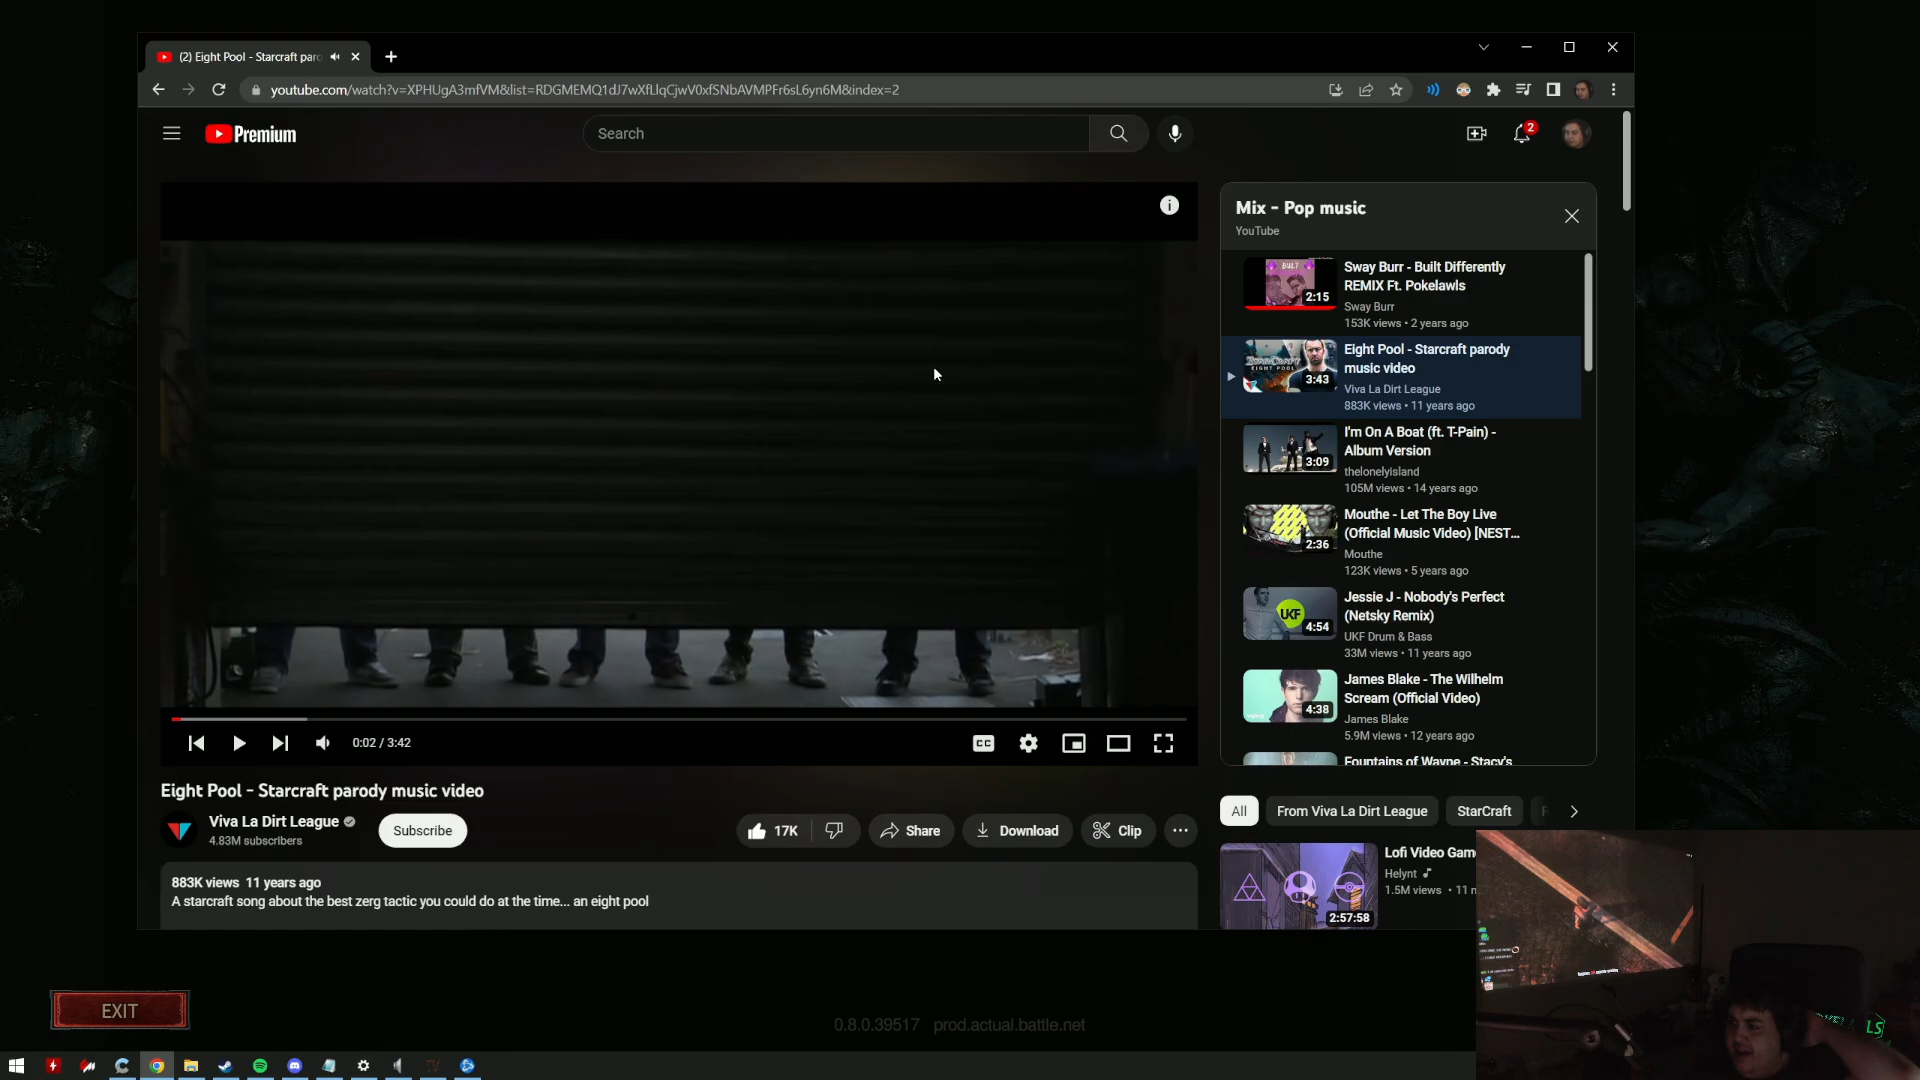 (2) Eight Pool - Starcraft paro
youtube.com/watch?v=XPHUgA3mfVM&list=RDGMEMQ1dJ7wXfLlqCjwV0xfSNbAVMPFr6sL6yn6M&index=2
Premium
Search
2
Mix - Pop music
YouTube
BUILT
2:15
Sway Burr - Built Differently
REMIX Ft. Pokelawls
Sway Burr
153K views • 2 years ago
STARCRAFT
EIGHT POOL
3:43
Eight Pool - Starcraft parody
music video
Viva La Dirt League
883K views • 11 years ago
3:09
I'm On A Boat (ft. T-Pain) -
Album Version
thelonelyisland
105M views • 14 years ago
2:36
Mouthe - Let The Boy Live
(Official Music Video) [NEST...
Mouthe
123K views • 5 years ago
UKF
4:54
Jessie J - Nobody's Perfect
(Netsky Remix)
UKF Drum & Bass
33M views • 11 years ago
4:38
James Blake - The Wilhelm
Scream (Official Video)
James Blake
5.9M views • 12 years ago
Fountains of Wayne - Stacy's
0:02 / 3:42
CC
Eight Pool - Starcraft parody music video
Viva La Dirt League
4.83M subscribers
Subscribe
17K
Share
Download
Clip
883K views 11 years ago
A starcraft song about the best zerg tactic you could do at the time... an eight pool
All
From Viva La Dirt League
StarCraft
2:57:58
Lofi Video Gam
Helynt
1.5M views • 11 m
EXIT
0.8.0.39517 prod.actual.battle.net
LS